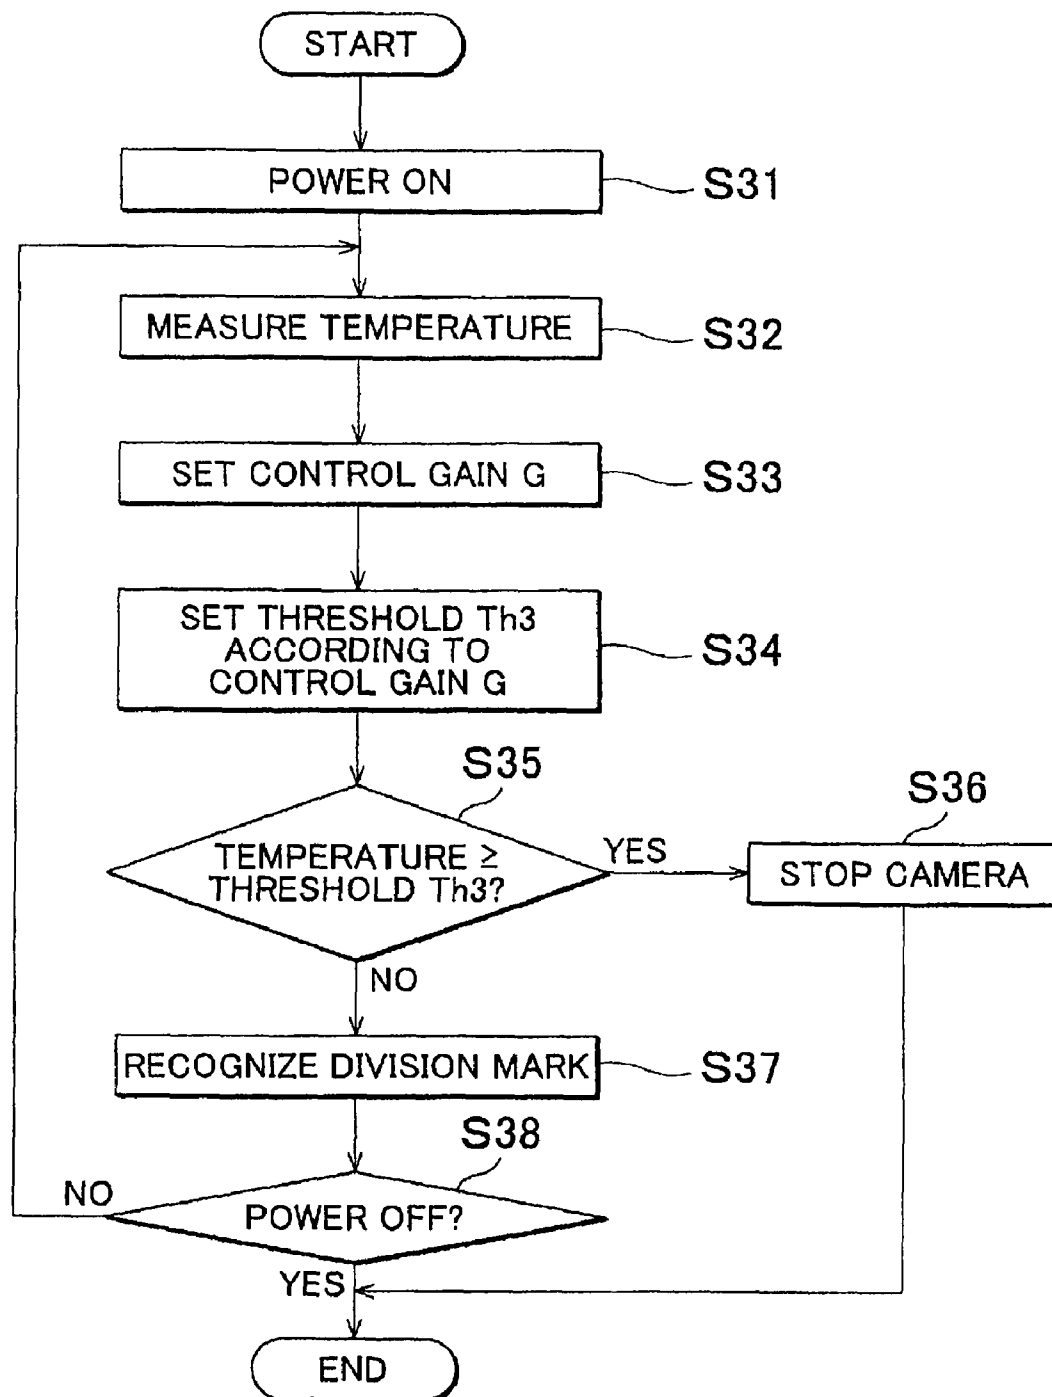 START
POWER ON
S31
MEASURE TEMPERATURE
S32
SET CONTROL GAIN G
S33
SET THRESHOLD Th3
ACCORDING TO
CONTROL GAIN G
S34
S35
TEMPERATURE ≥
THRESHOLD Th3?
YES
S36
STOP CAMERA
NO
RECOGNIZE DIVISION MARK
S37
S38
NO
POWER OFF?
YES
END